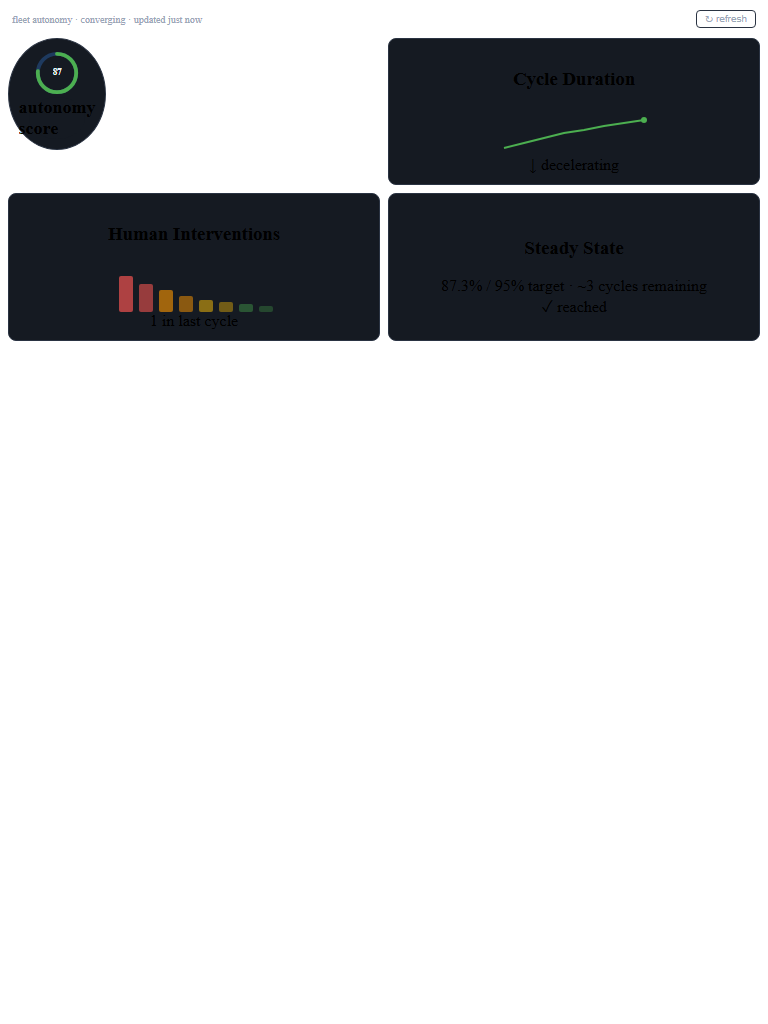 fleet autonomy · converging · updated just now
↻ refresh
87
autonomy
score
Cycle Duration
↓ decelerating
Human Interventions
1 in last cycle
Steady State
87.3% / 95% target · ~3 cycles remaining
✓ reached